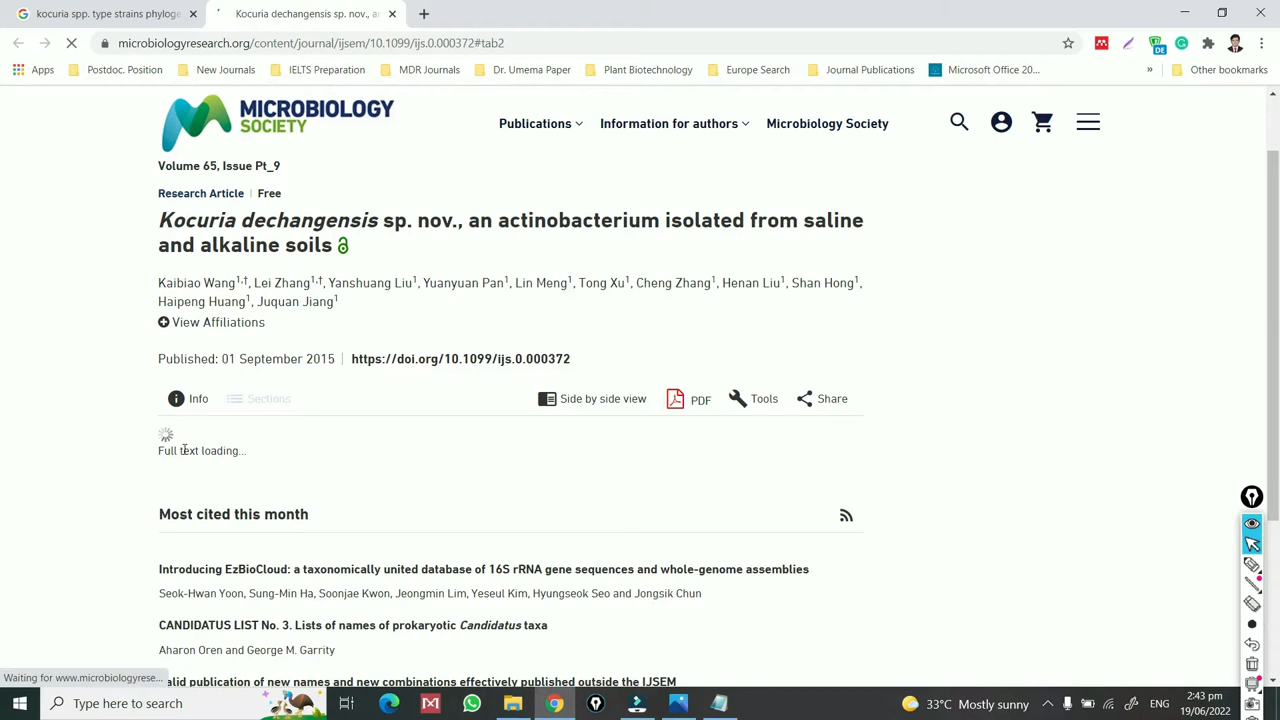 kocuria spp. type strains phyloge
Kocuria dechangensis sp. nov., an
microbiologyresearch.org/content/journal/ijsem/10.1099/ijs.0.000372#tab2
DE
Apps
Postdoc. Position
New Journals
IELTS Preparation
MDR Journals
Dr. Umema Paper
Plant Biotechnology
Europe Search
Journal Publications
Microsoft Office 20...
»
Other bookmarks
MICROBIOLOGY
SOCIETY
Publications
Information for authors
Microbiology Society
Volume 65, Issue Pt_9
Research Article | Free
Kocuria dechangensis sp. nov., an actinobacterium isolated from saline
and alkaline soils
Kaibiao Wang1,†, Lei Zhang1,†, Yanshuang Liu1, Yuanyuan Pan1, Lin Meng1, Tong Xu1, Cheng Zhang1, Henan Liu1, Shan Hong1,
Haipeng Huang1, Juquan Jiang1
View Affiliations
Published: 01 September 2015 | https://doi.org/10.1099/ijs.0.000372
Info
Sections
Side by side view
PDF
Tools
Share
Full text loading...
Most cited this month
Introducing EzBioCloud: a taxonomically united database of 16S rRNA gene sequences and whole-genome assemblies
Seok-Hwan Yoon, Sung-Min Ha, Soonjae Kwon, Jeongmin Lim, Yeseul Kim, Hyungseok Seo and Jongsik Chun
CANDIDATUS LIST No. 3. Lists of names of prokaryotic Candidatus taxa
Aharon Oren and George M. Garrity
Waiting for www.microbiologyrese...
alid publication of new names and new combinations effectively published outside the IJSEM
Type here to search
33°C Mostly sunny
ENG
2:43 pm
19/06/2022